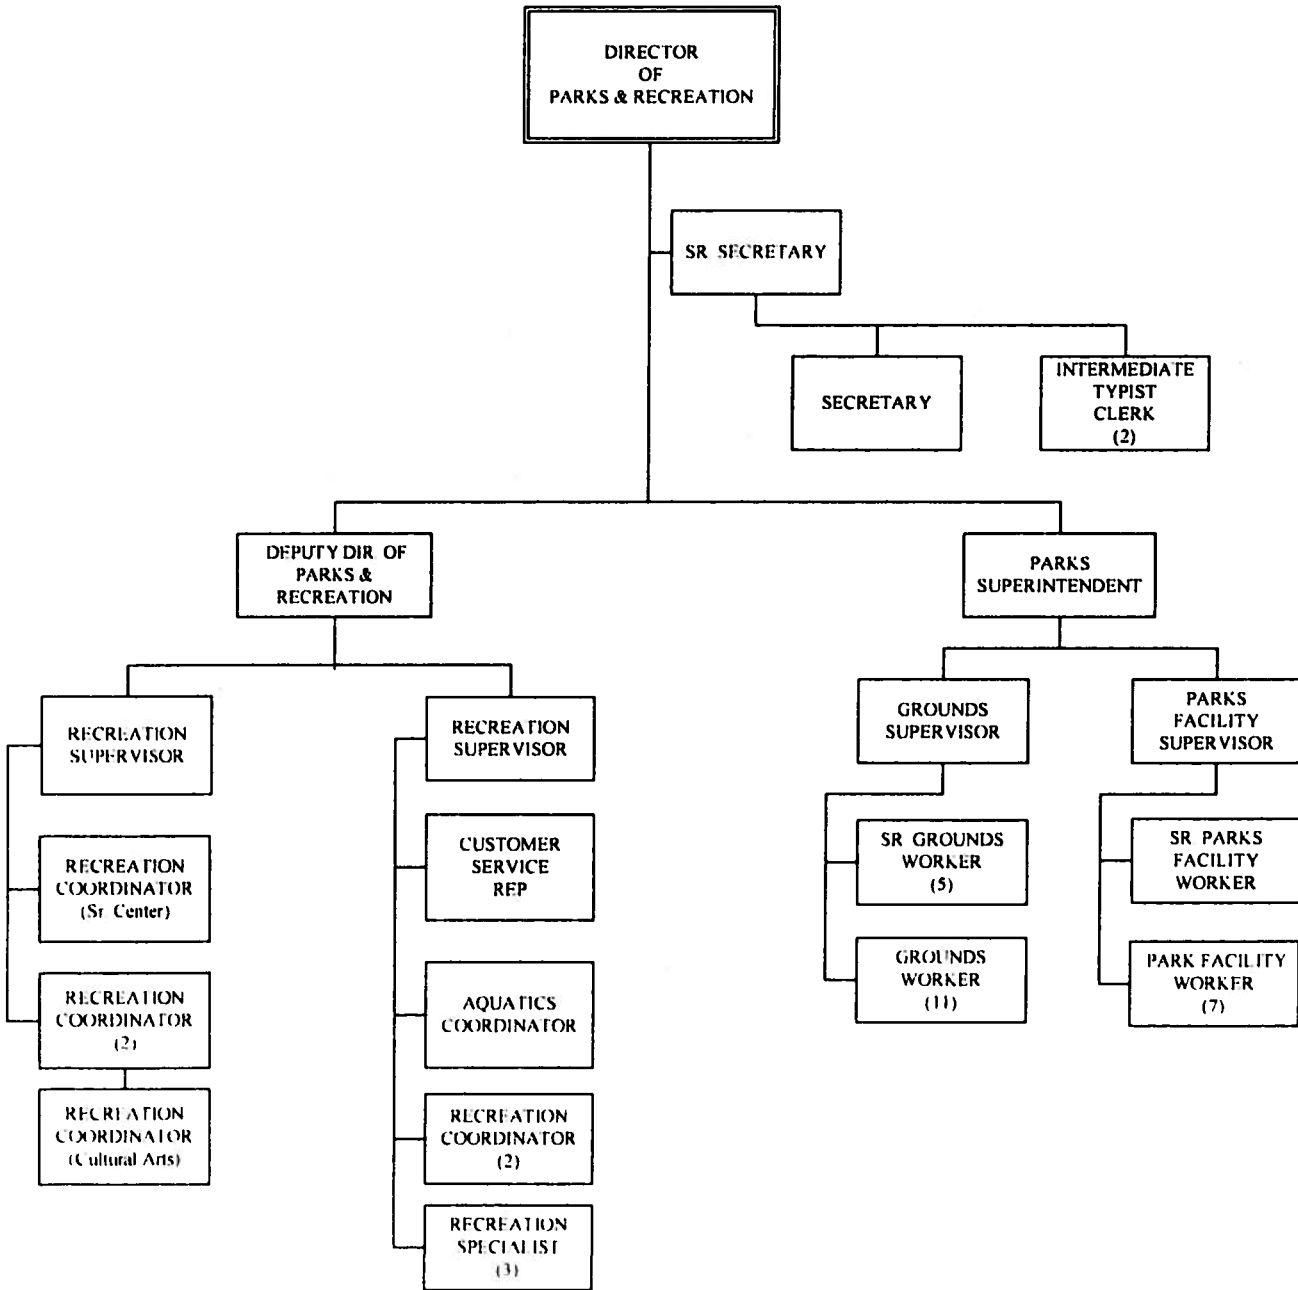 DIRECTOR
OF
PARKS & RECREATION
SR. SECRETARY
SECRETARY
INTERMEDIATE
TYPIST
CLERK
(2)
DEPUTY DIR. OF
PARKS &
RECREATION
PARKS
SUPERINTENDENT
RECREATION
SUPERVISOR
RECREATION
COORDINATOR
(Sr. Center)
RECREATION
COORDINATOR
(2)
RECREATION
COORDINATOR
(Cultural Arts)
RECREATION
SUPERVISOR
CUSTOMER
SERVICE
REP
AQUATICS
COORDINATOR
RECREATION
COORDINATOR
(2)
RECREATION
SPECIALIST
(3)
GROUNDS
SUPERVISOR
SR GROUNDS
WORKER
(5)
GROUNDS
WORKER
(11)
PARKS
FACILITY
SUPERVISOR
SR PARKS
FACILITY
WORKER
PARK FACILITY
WORKER
(7)